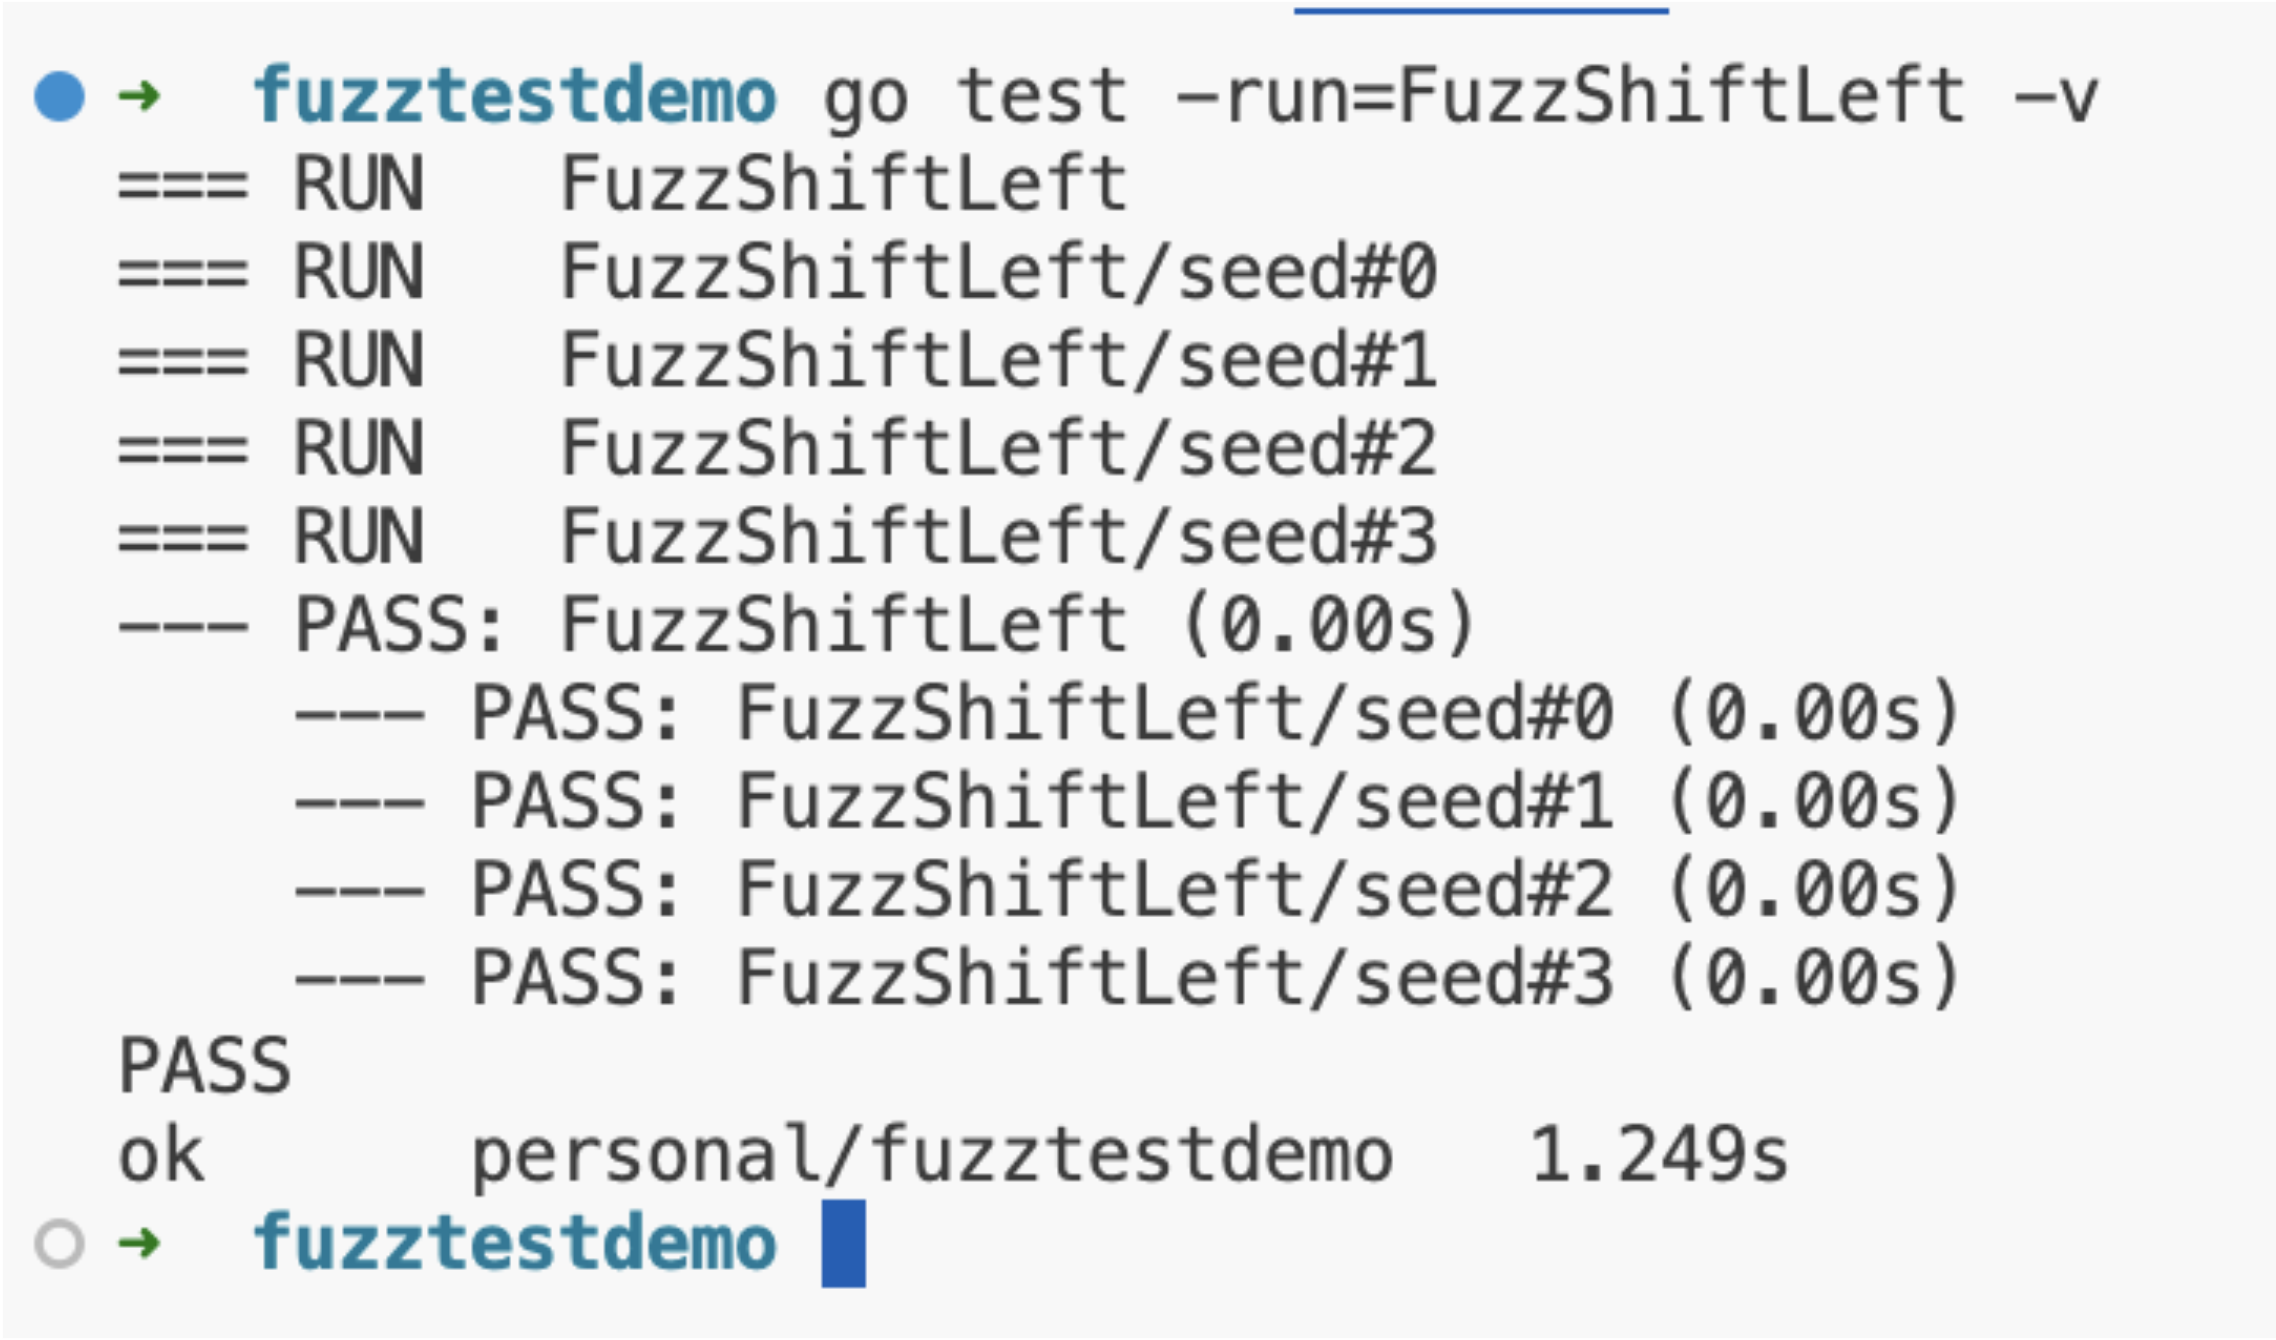 ➜  fuzztestdemo go test -run=FuzzShiftLeft -v
=== RUN   FuzzShiftLeft
=== RUN   FuzzShiftLeft/seed#0
=== RUN   FuzzShiftLeft/seed#1
=== RUN   FuzzShiftLeft/seed#2
=== RUN   FuzzShiftLeft/seed#3
--- PASS: FuzzShiftLeft (0.00s)
    --- PASS: FuzzShiftLeft/seed#0 (0.00s)
    --- PASS: FuzzShiftLeft/seed#1 (0.00s)
    --- PASS: FuzzShiftLeft/seed#2 (0.00s)
    --- PASS: FuzzShiftLeft/seed#3 (0.00s)
PASS
ok      personal/fuzztestdemo   1.249s
➜  fuzztestdemo